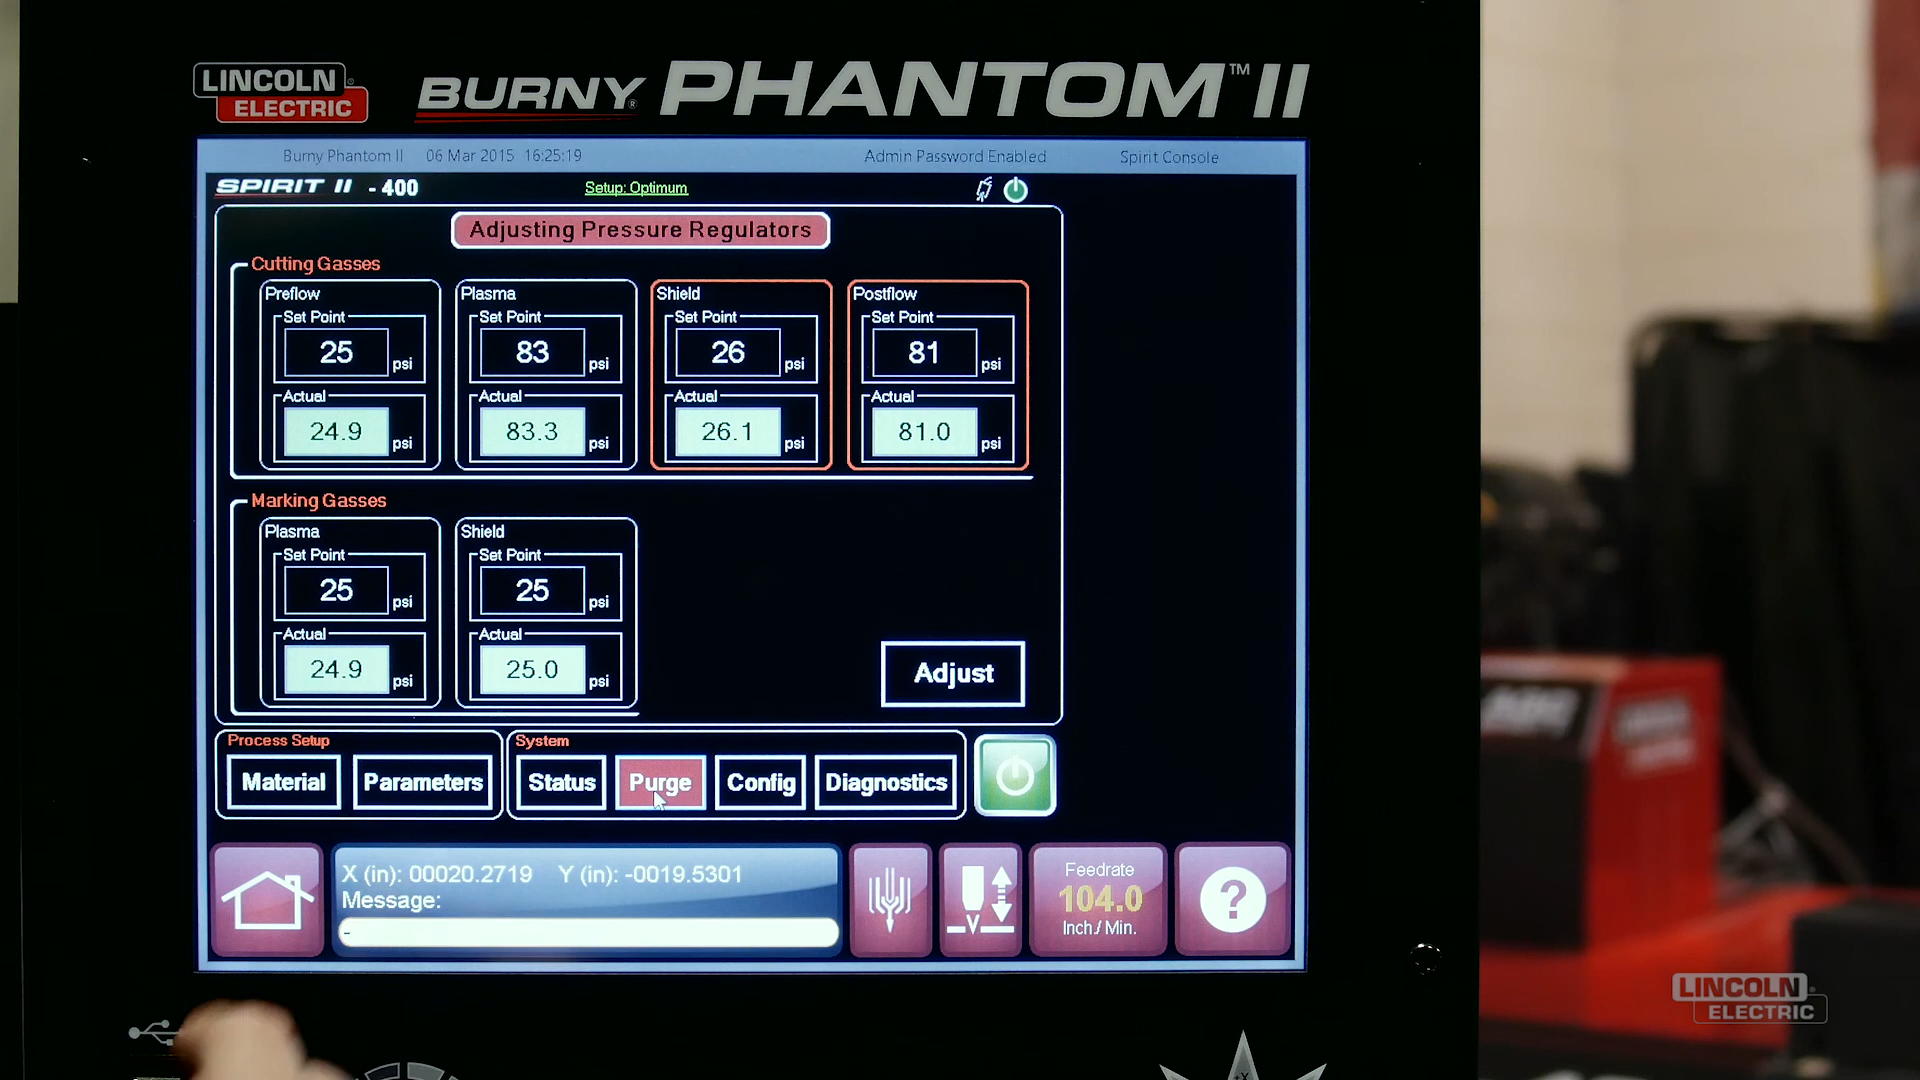 LINCOLN
ELECTRIC
BURNY® PHANTOM™ II
Burny Phantom II 06 Mar 2015 16:25:19 Admin Password Enabled Spirit Console
SPIRIT II - 400 Setup: Optimum
Adjusting Pressure Regulators
Cutting Gasses
Preflow Plasma Shield Postflow
Set Point Set Point Set Point Set Point
25 psi 83 psi 26 psi 81 psi
Actual Actual Actual Actual
24.9 psi 83.3 psi 26.1 psi 81.0 psi
Marking Gasses
Plasma Shield
Set Point Set Point
25 psi 25 psi
Actual Actual
24.9 psi 25.0 psi
Adjust
Process Setup System
Material Parameters Status Purge Config Diagnostics
X (in): 00020.2719 Y (in): -0019.5301
Message:
-
V
Feedrate
104.0
Inch./ Min.
?
LINCOLN
ELECTRIC
+X